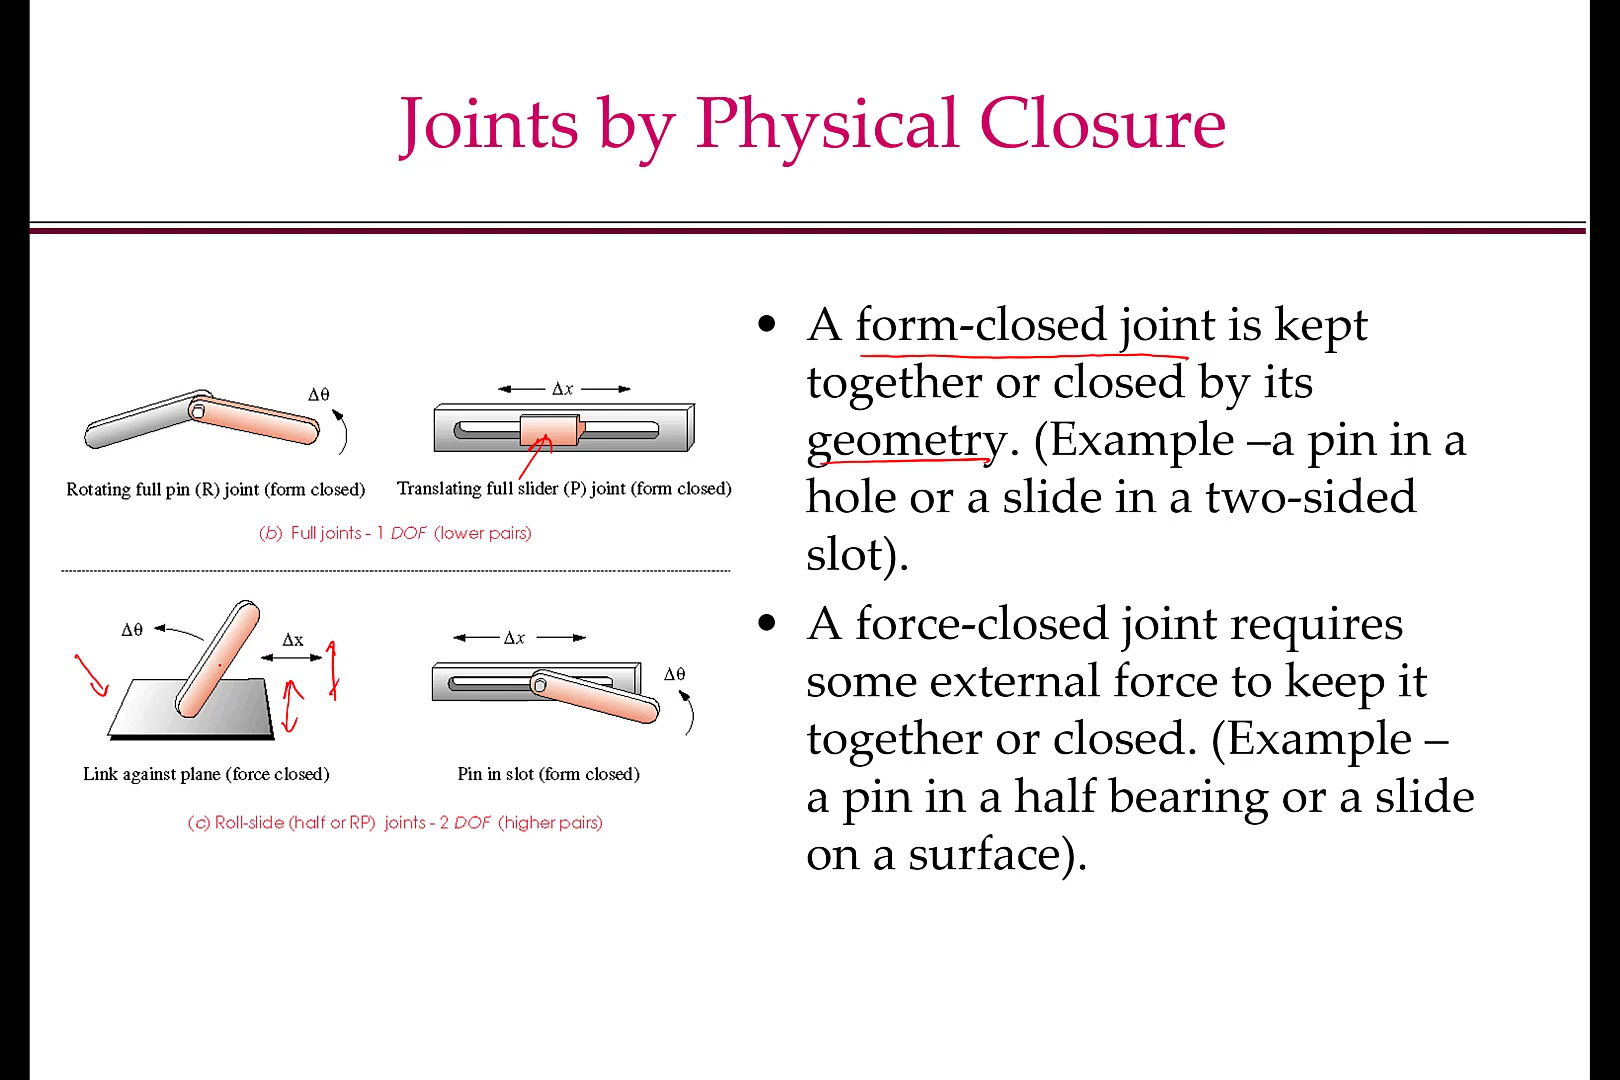 Joints by Physical Closure
Δθ
Δx
Rotating full pin (R) joint (form closed)
Translating full slider (P) joint (form closed)
(b) Full joints - 1 DOF (lower pairs)
Δθ
Δx
Δx
Δθ
Link against plane (force closed)
Pin in slot (form closed)
(c) Roll-slide (half or RP) joints - 2 DOF (higher pairs)
• A form-closed joint is kept
together or closed by its
geometry. (Example –a pin in a
hole or a slide in a two-sided
slot).
• A force-closed joint requires
some external force to keep it
together or closed. (Example –
a pin in a half bearing or a slide
on a surface).